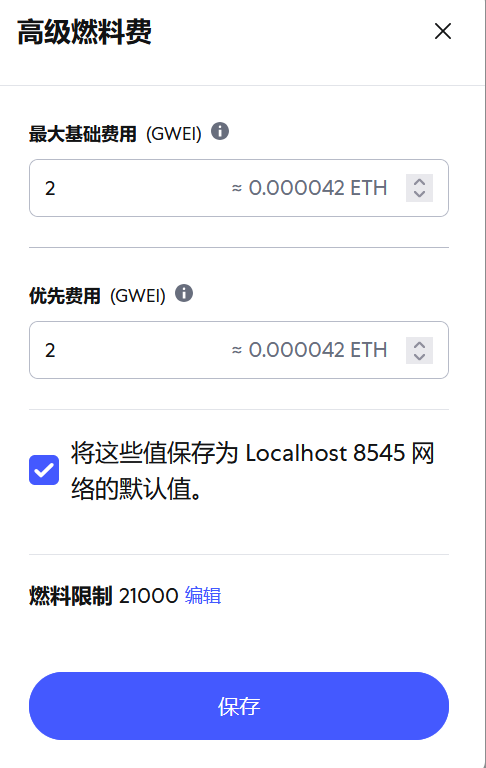 高级燃料费
最大基础费用 (GWEI)
2 ≈ 0.000042 ETH
优先费用 (GWEI)
2 ≈ 0.000042 ETH
将这些值保存为 Localhost 8545 网
络的默认值。
燃料限制 21000 编辑
保存